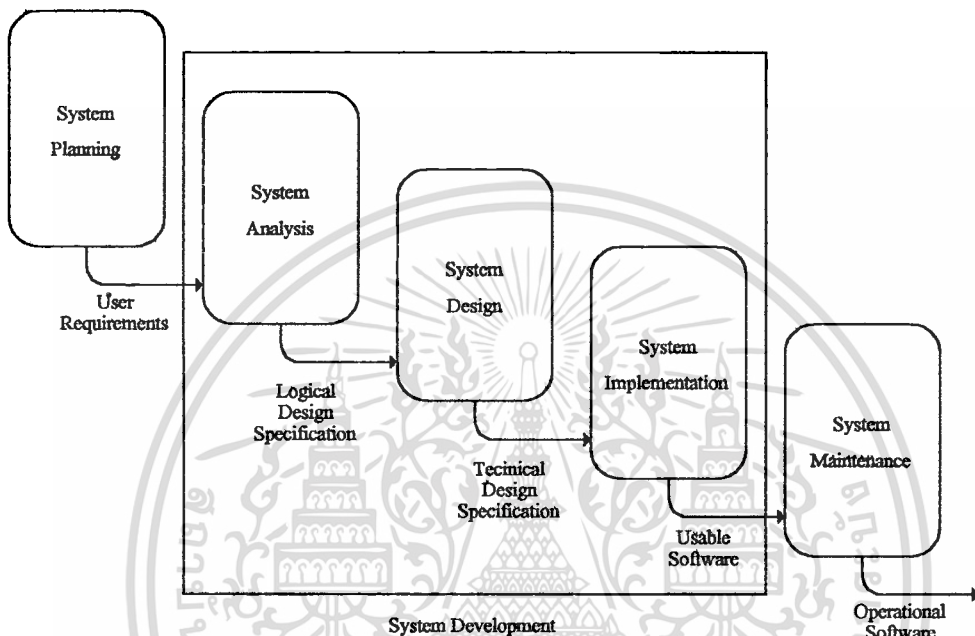 System
Planning
User
Requirements
System
Analysis
Logical
Design
Specification
System
Design
Tecinical
Design
Specification
System
Implementation
Usable
Software
System
Maintenance
Operational
Software
System Development